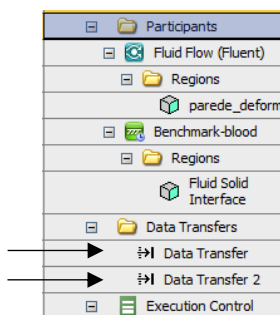 Participants
Fluid Flow (Fluent)
Regions
parede_deform
Benchmark-blood
Regions
Fluid Solid
Interface
Data Transfers
Data Transfer
Data Transfer 2
Execution Control